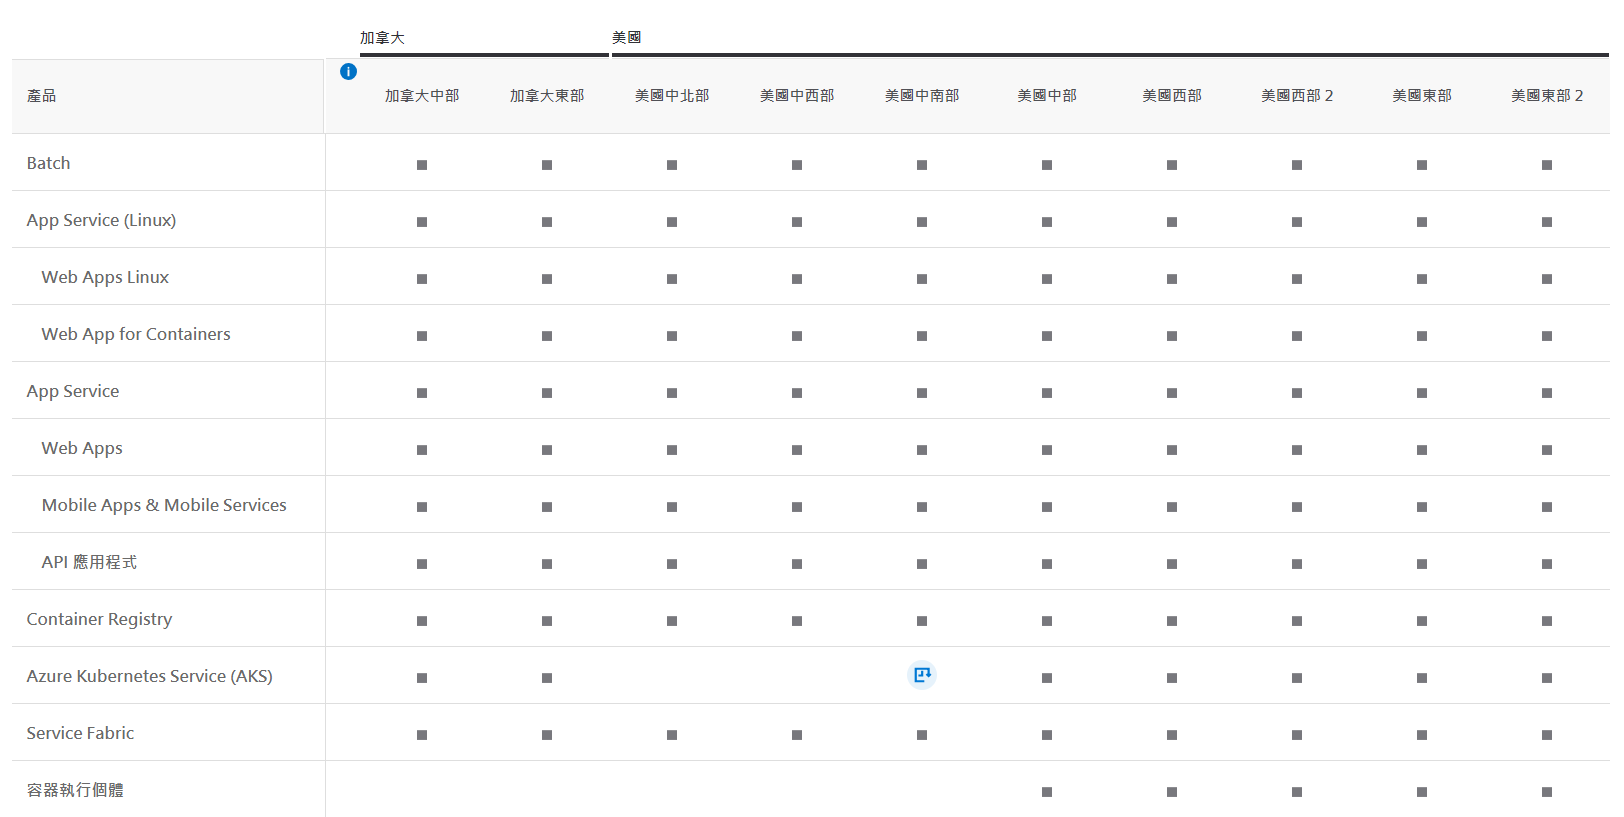 加拿大 美國
產品 加拿大中部 加拿大東部 美國中北部 美國中西部 美國中南部 美國中部 美國西部 美國西部 2 美國東部 美國東部 2
Batch
App Service (Linux)
Web Apps Linux
Web App for Containers
App Service
Web Apps
Mobile Apps & Mobile Services
API 應用程式
Container Registry
Azure Kubernetes Service (AKS)
Service Fabric
容器執行個體